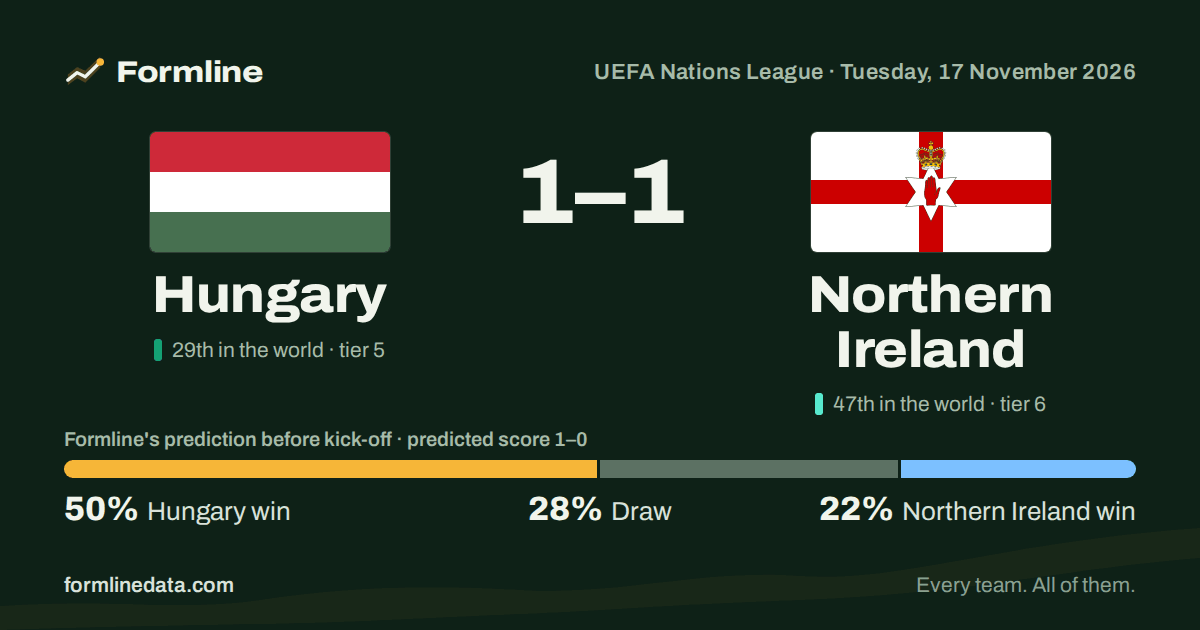 Formline
UEFA Nations League · Tuesday, 17 November 2026
1–1
Hungary
29th in the world · tier 5
Northern
Ireland
47th in the world · tier 6
Formline's prediction before kick-off · predicted score 1–0
50% Hungary win
28% Draw
22% Northern Ireland win
formlinedata.com
Every team. All of them.